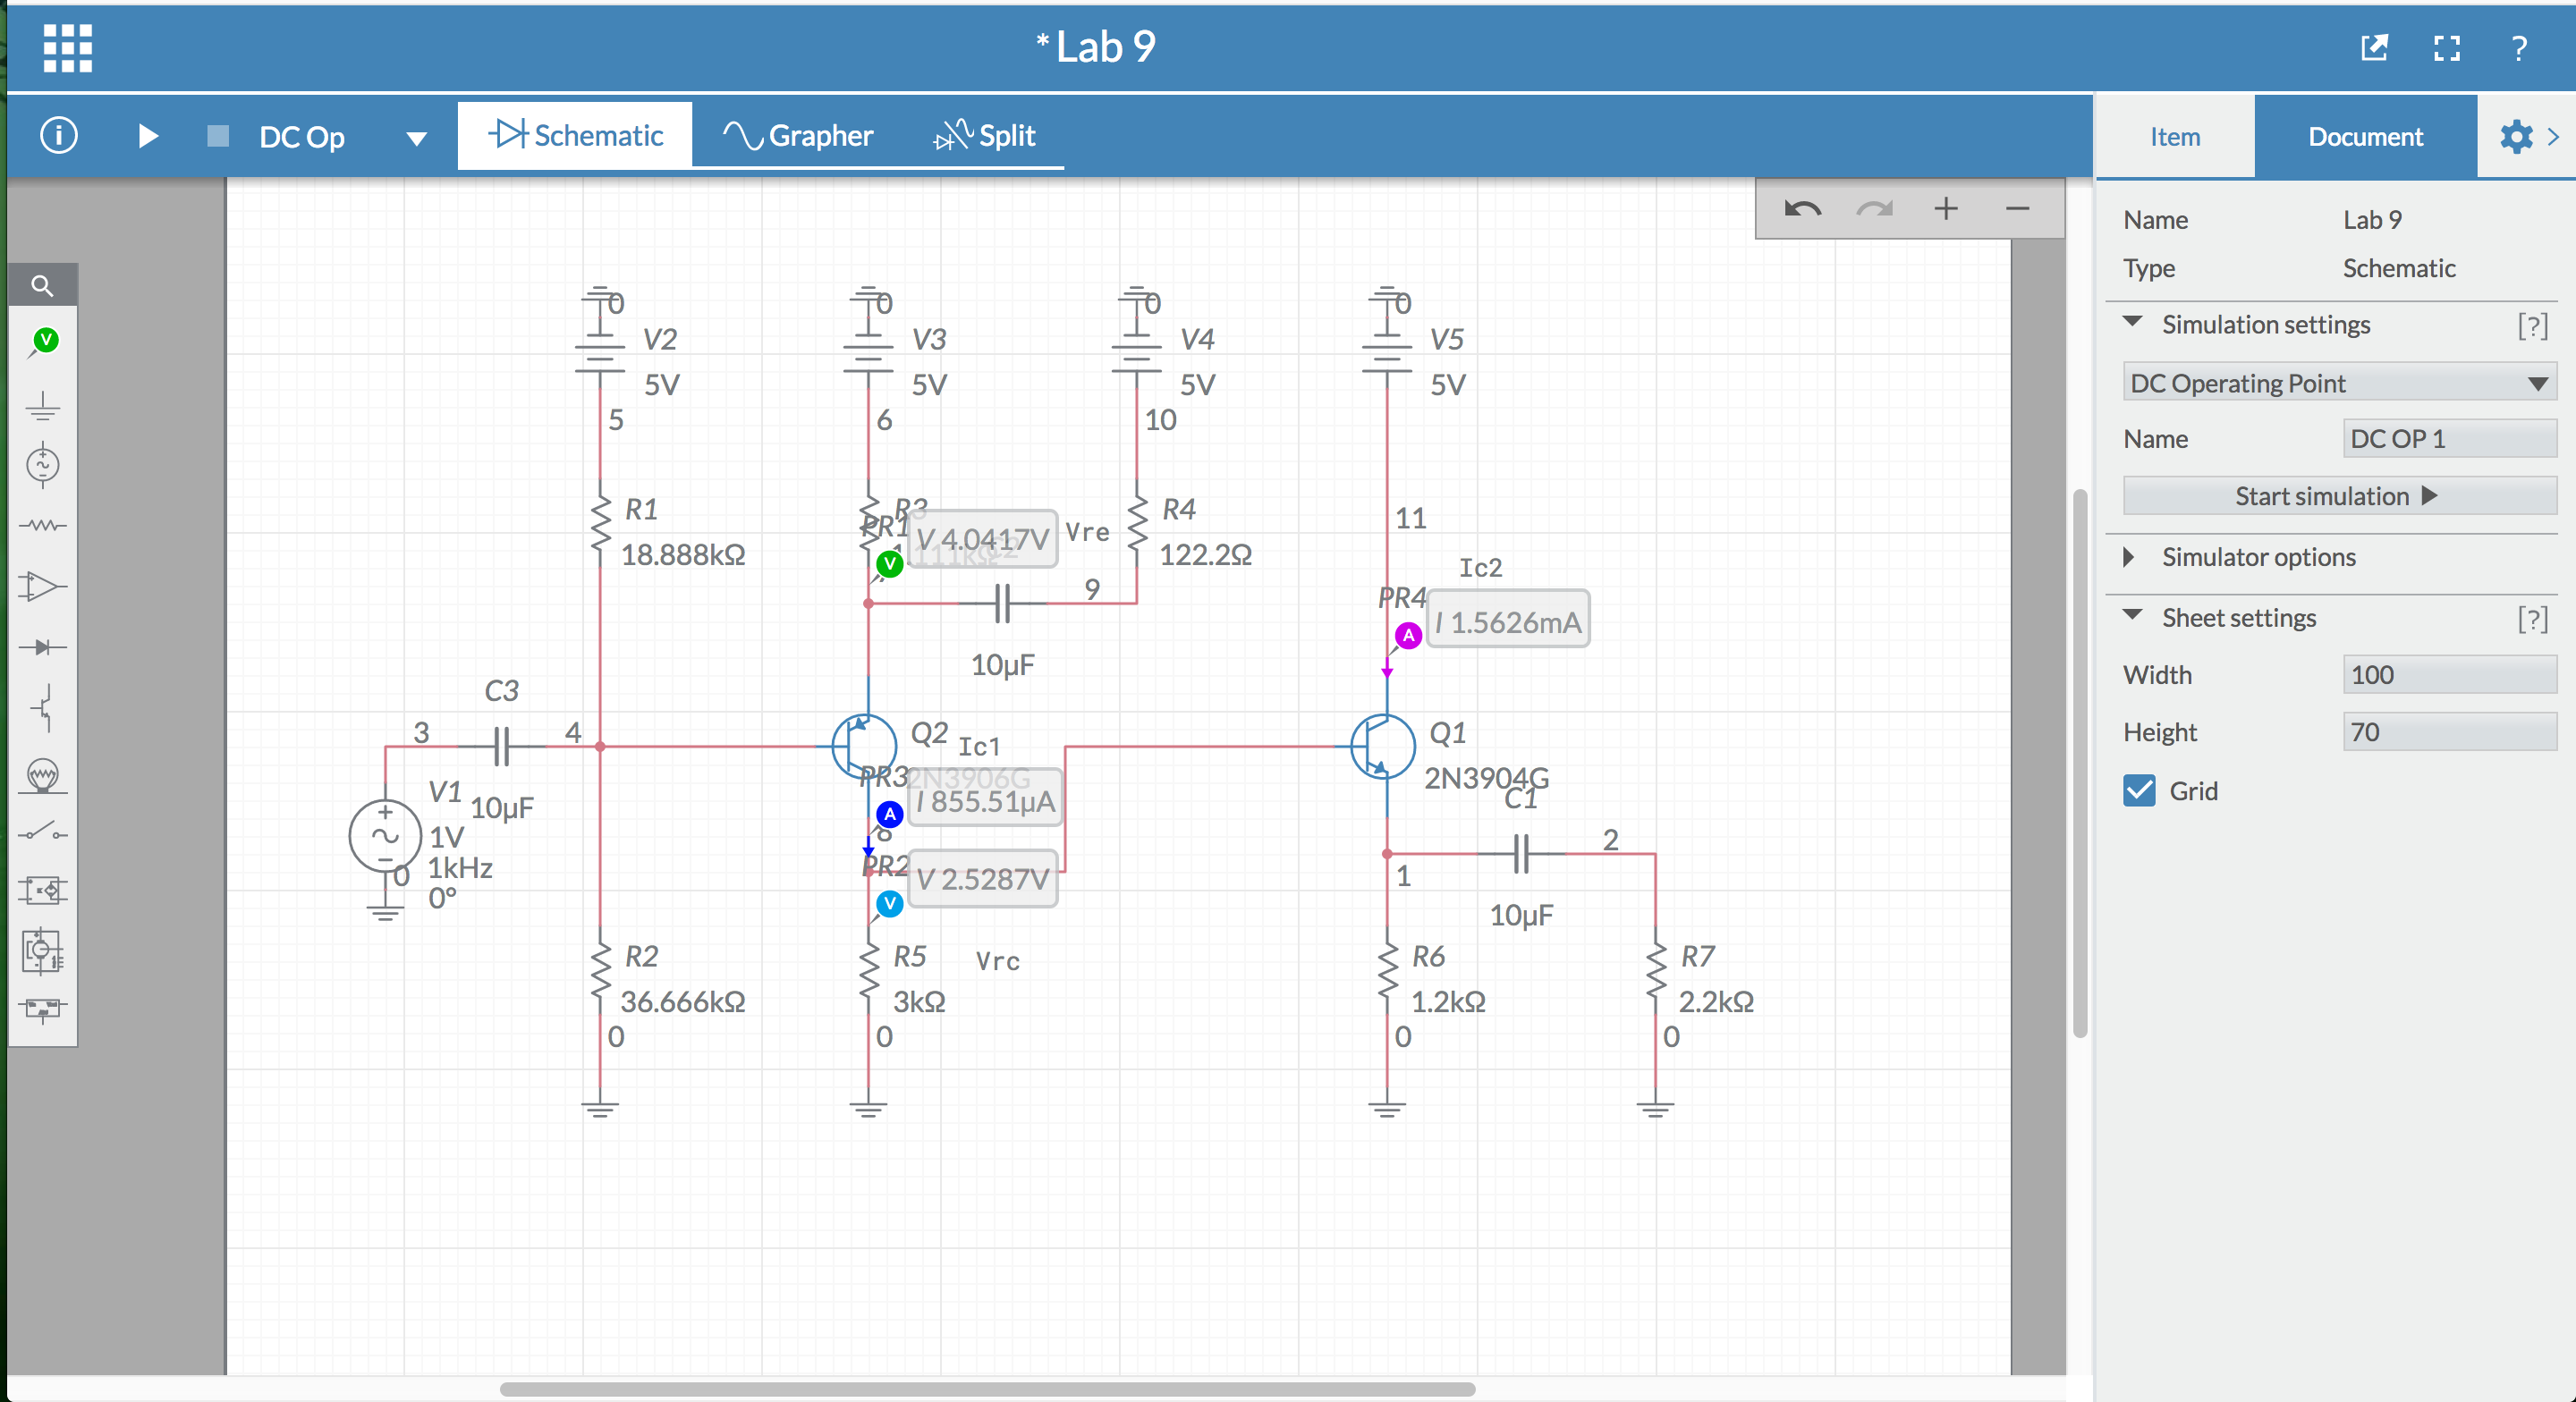 * Lab 9
?
i
DC Op
Schematic
Grapher
Split
Item
Document
Name
Lab 9
Type
Schematic
Simulation settings
[?]
DC Operating Point
Name
DC OP 1
Start simulation
Simulator options
Sheet settings
[?]
Width
100
Height
70
Grid
V
0
V2
5V
5
0
V3
5V
6
0
V4
5V
10
0
V5
5V
11
R1
18.888kΩ
R3
PR1
V 4.0417V
V
Vre
R4
122.2Ω
9
10µF
Ic2
PR4
I 1.5626mA
A
C3
3
4
10µF
V1
1V
1kHz
0°
0
Q2
Ic1
2N3906G
PR3
I 855.51µA
A
8
PR2
V 2.5287V
V
Vrc
Q1
2N3904G
C1
2
1
10µF
R2
36.666kΩ
0
R5
3kΩ
0
R6
1.2kΩ
0
R7
2.2kΩ
0